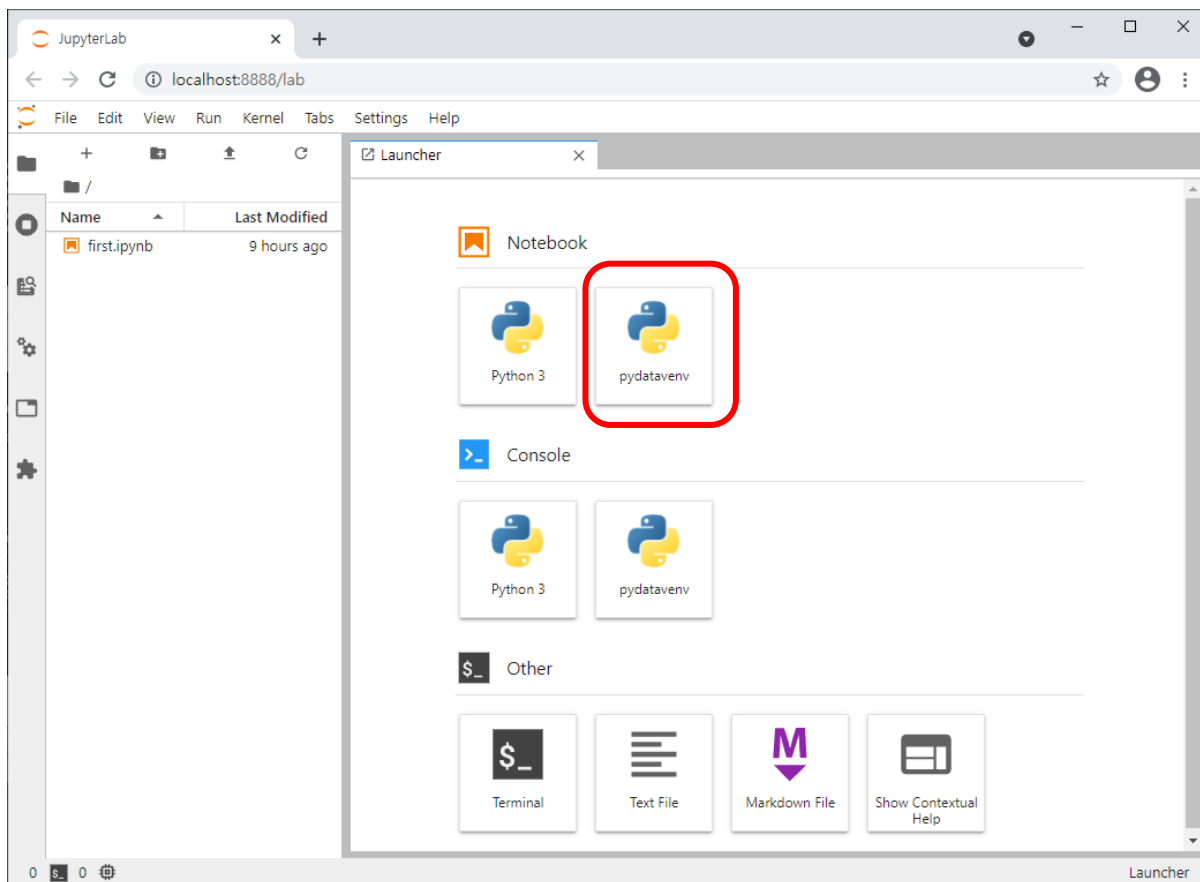 JupyterLab
localhost:8888/lab
File Edit View Run Kernel Tabs Settings Help
Launcher
/
Name Last Modified
first.ipynb 9 hours ago
Notebook
Python 3 pydatavenv
Console
Python 3 pydatavenv
Other
$_
$_ M
Terminal Text File Markdown File Show Contextual
Help
0 $_ 0 Launcher